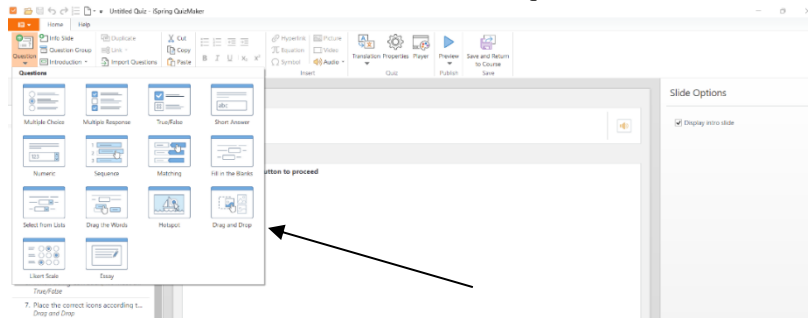 Untitled Quiz - iSpring QuizMaker
Home Help
Question
Info Slide
Question Group
Introduction
Duplicate
Link
Import Questions
Cut
Copy
Paste
B I U X₂ X²
Hyperlink Picture
Equation Video
Symbol Audio
Insert
Translation Properties Player
Quiz
Preview
Publish
Save and Return
to Course
Save
Questions
Multiple Choice Multiple Response True/False Short Answer
Numeric Sequence Matching Fill in the Blanks
Select from Lists Drag the Words Hotspot Drag and Drop
Likert Scale Essay
utton to proceed
Slide Options
Display intro slide
True/False
7. Place the correct icons according t...
Drag and Drop